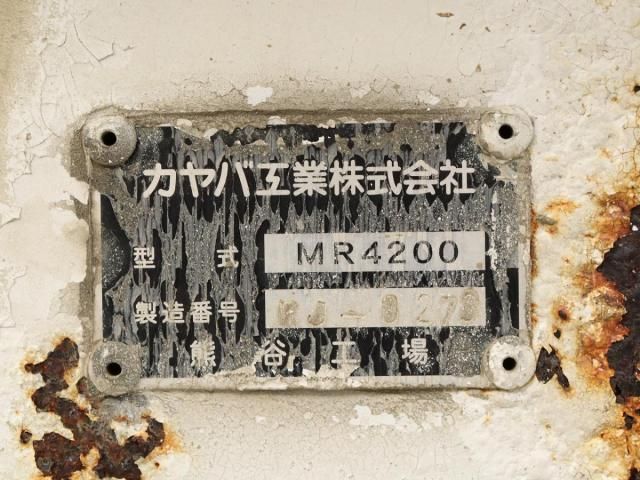 カヤバ工業株式会社
型式 MR4200
製造番号
熊谷工場